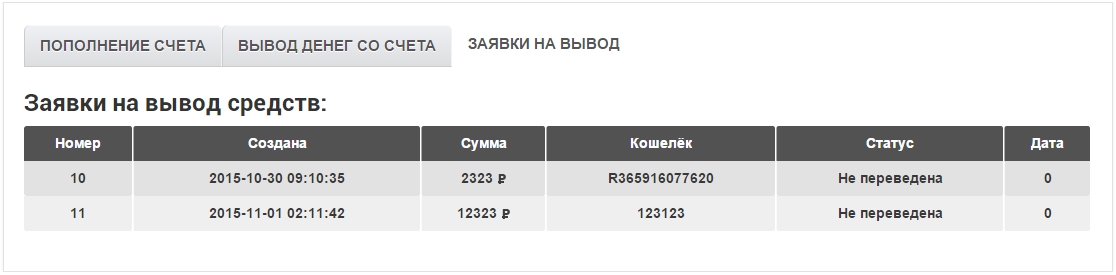 ПОПОЛНЕНИЕ СЧЕТА ВЫВОД ДЕНЕГ СО СЧЕТА ЗАЯВКИ НА ВЫВОД
Заявки на вывод средств:
Номер Создана Сумма Кошелёк Статус Дата
10 2015-10-30 09:10:35 2323 ₽ R365916077620 Не переведена 0
11 2015-11-01 02:11:42 12323 ₽ 123123 Не переведена 0